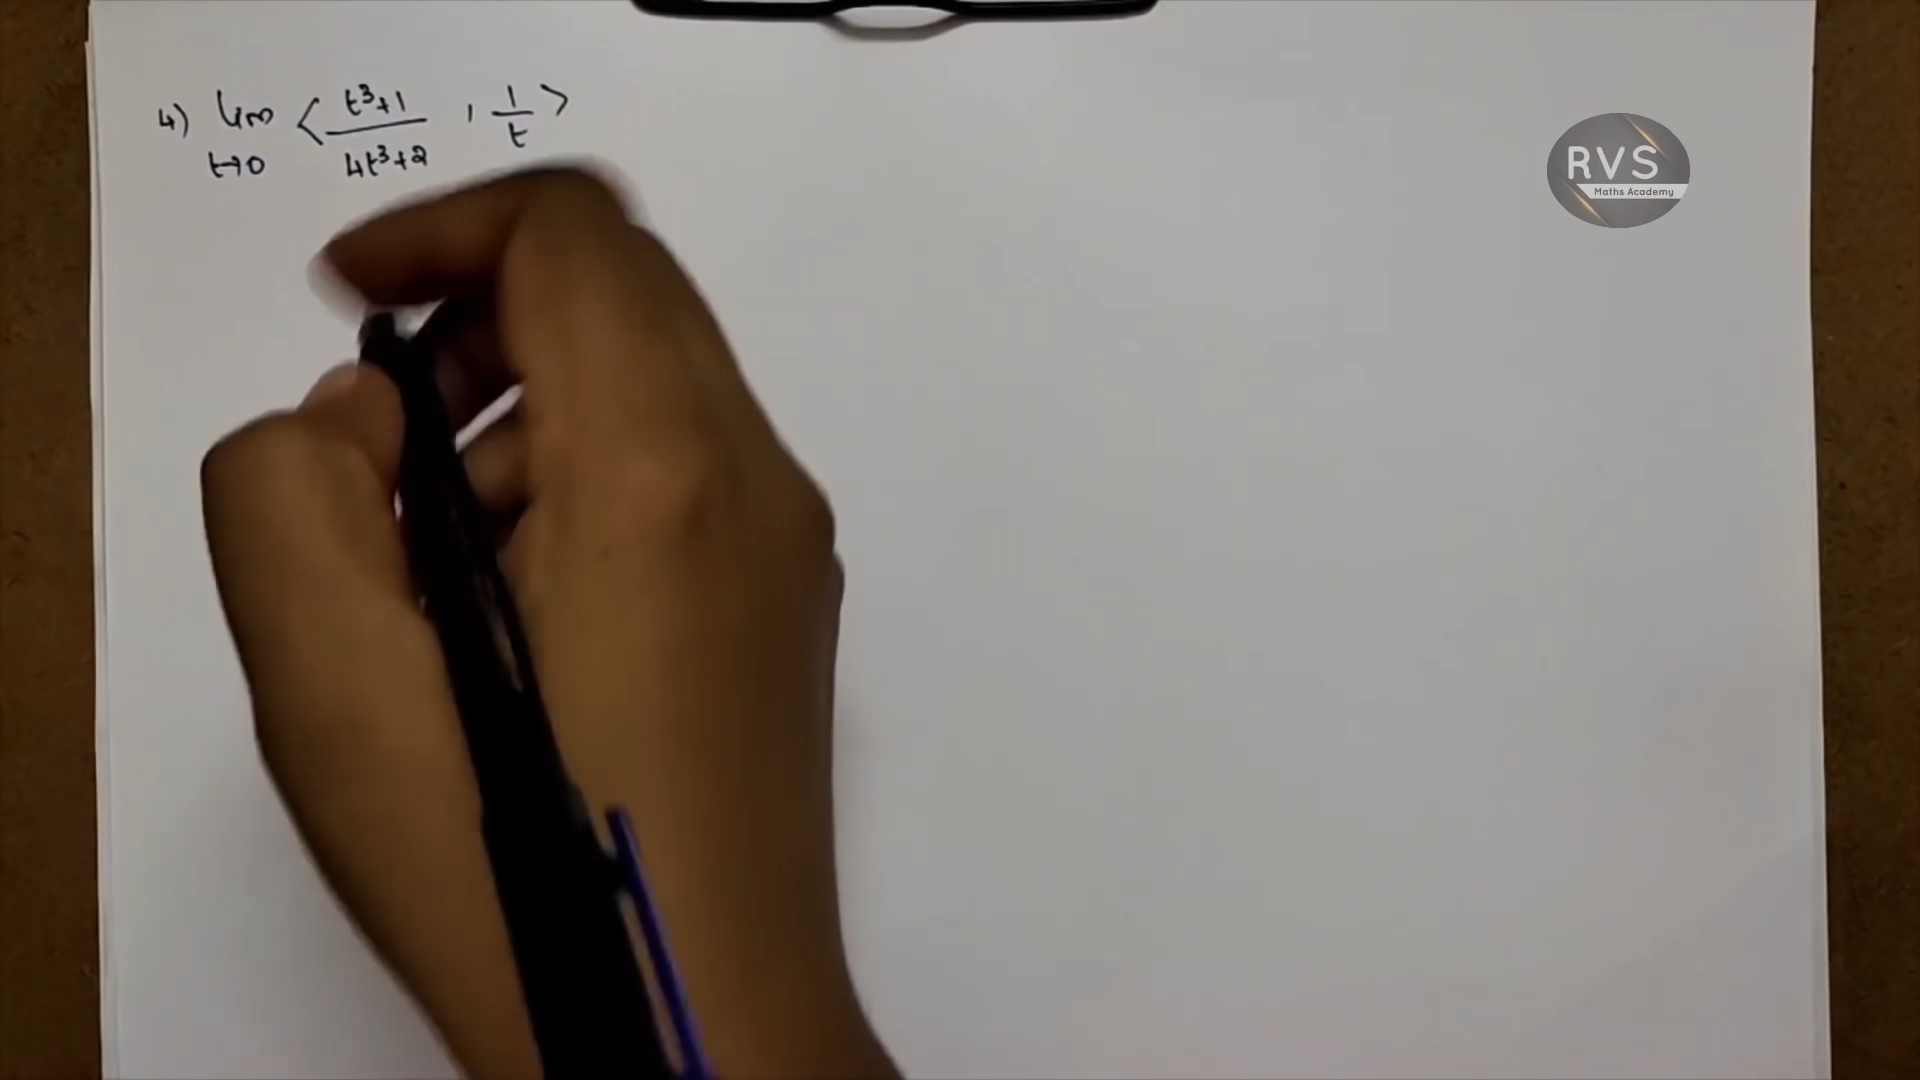 4) lim < t³+1 / 4t³+2 , 1/t >
t→0
RVS
Maths Academy